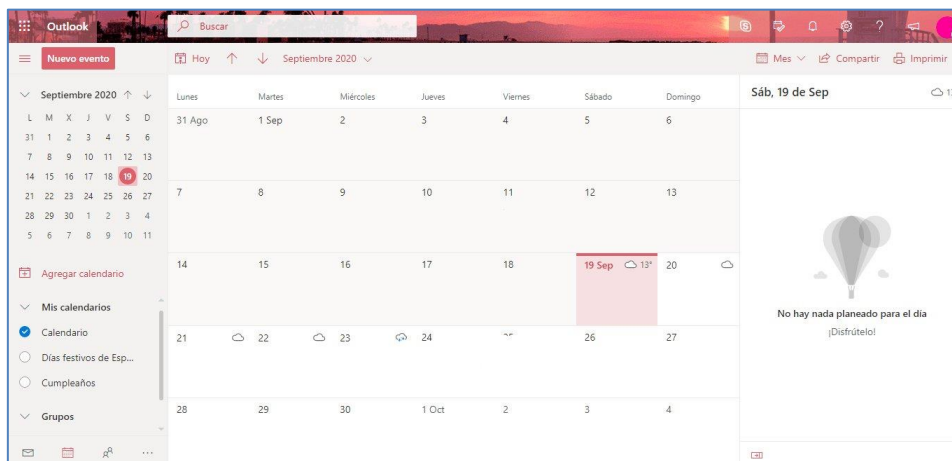 Outlook
Buscar
Nuevo evento
Hoy
Septiembre 2020
Mes
Compartir
Imprimir
Septiembre 2020
L M X J V S D
31 1 2 3 4 5 6
7 8 9 10 11 12 13
14 15 16 17 18 19 20
21 22 23 24 25 26 27
28 29 30 1 2 3 4
5 6 7 8 9 10 11
Agregar calendario
Mis calendarios
Calendario
Días festivos de Esp...
Cumpleaños
Grupos
Lunes Martes Miércoles Jueves Viernes Sábado Domingo
31 Ago 1 Sep 2 3 4 5 6
7 8 9 10 11 12 13
14 15 16 17 18 19 Sep 13° 20
21 22 23 24 26 27
28 29 30 1 Oct 2 3 4
Sáb, 19 de Sep
No hay nada planeado para el día
¡Disfrútelo!